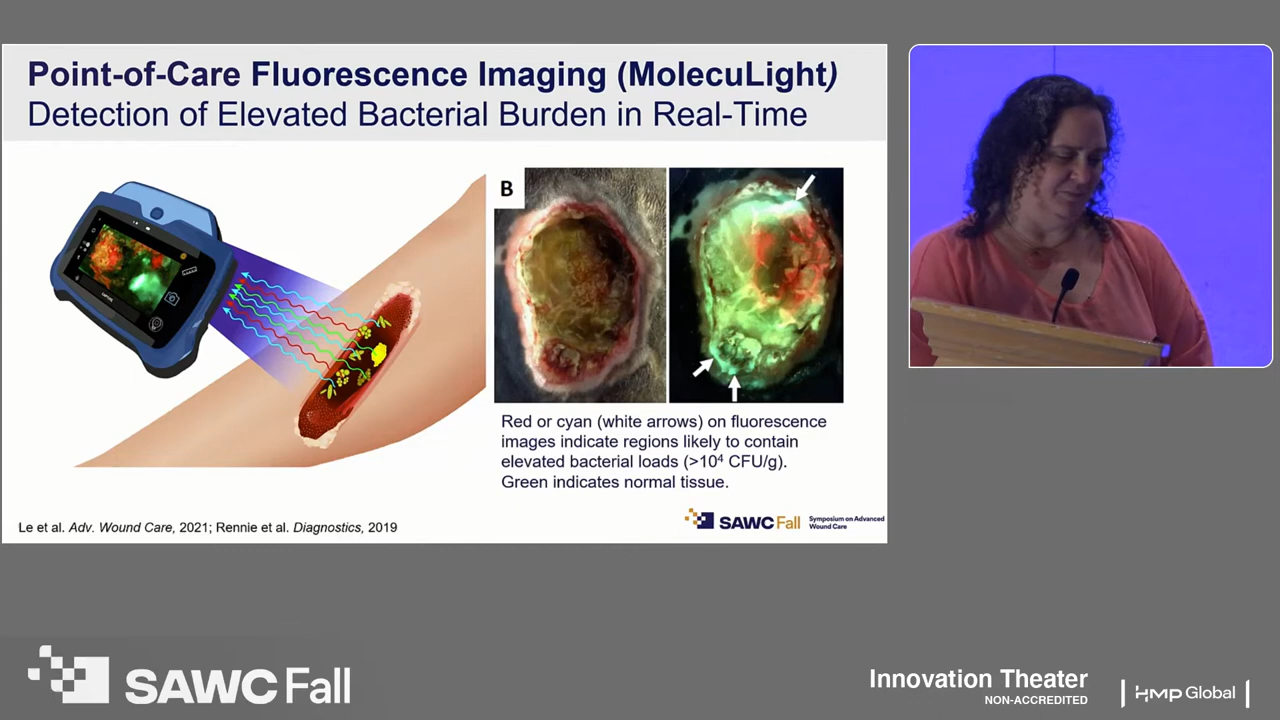 Point-of-Care Fluorescence Imaging (MolecuLight)
Detection of Elevated Bacterial Burden in Real-Time
B
Red or cyan (white arrows) on fluorescence
images indicate regions likely to contain
elevated bacterial loads (>10⁴ CFU/g).
Green indicates normal tissue.
Le et al. Adv. Wound Care, 2021; Rennie et al. Diagnostics, 2019
SAWC Fall
Symposium on Advanced
Wound Care
SAWC Fall
Innovation Theater
NON-ACCREDITED
HMP Global